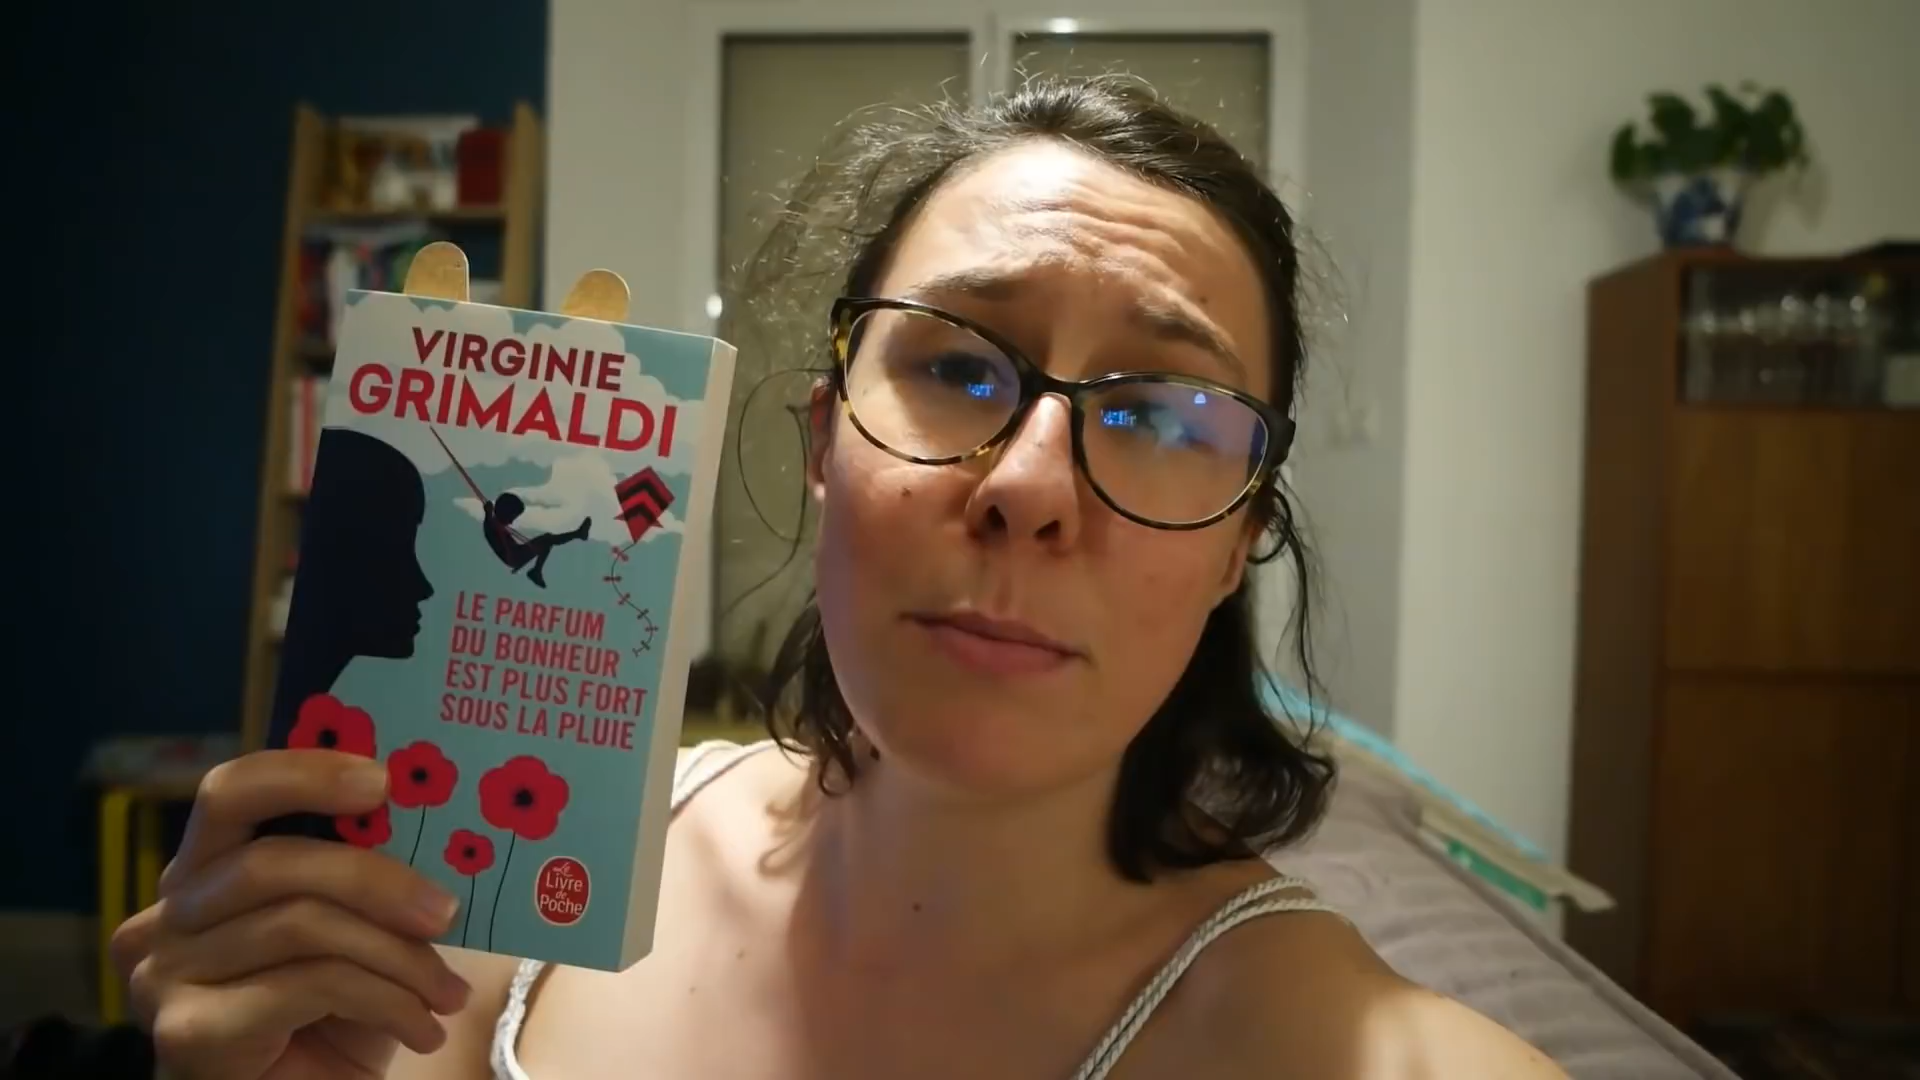 VIRGINIE
GRIMALDI
LE PARFUM
DU BONHEUR
EST PLUS FORT
SOUS LA PLUIE
Le
Livre
de
Poche